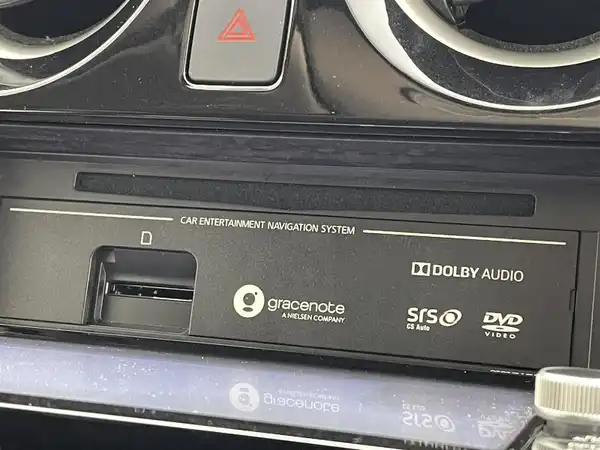 CAR ENTERTAINMENT NAVIGATION SYSTEM
DOLBY AUDIO
gracenote
A NIELSEN COMPANY
SRS
CS Auto
DVD
VIDEO